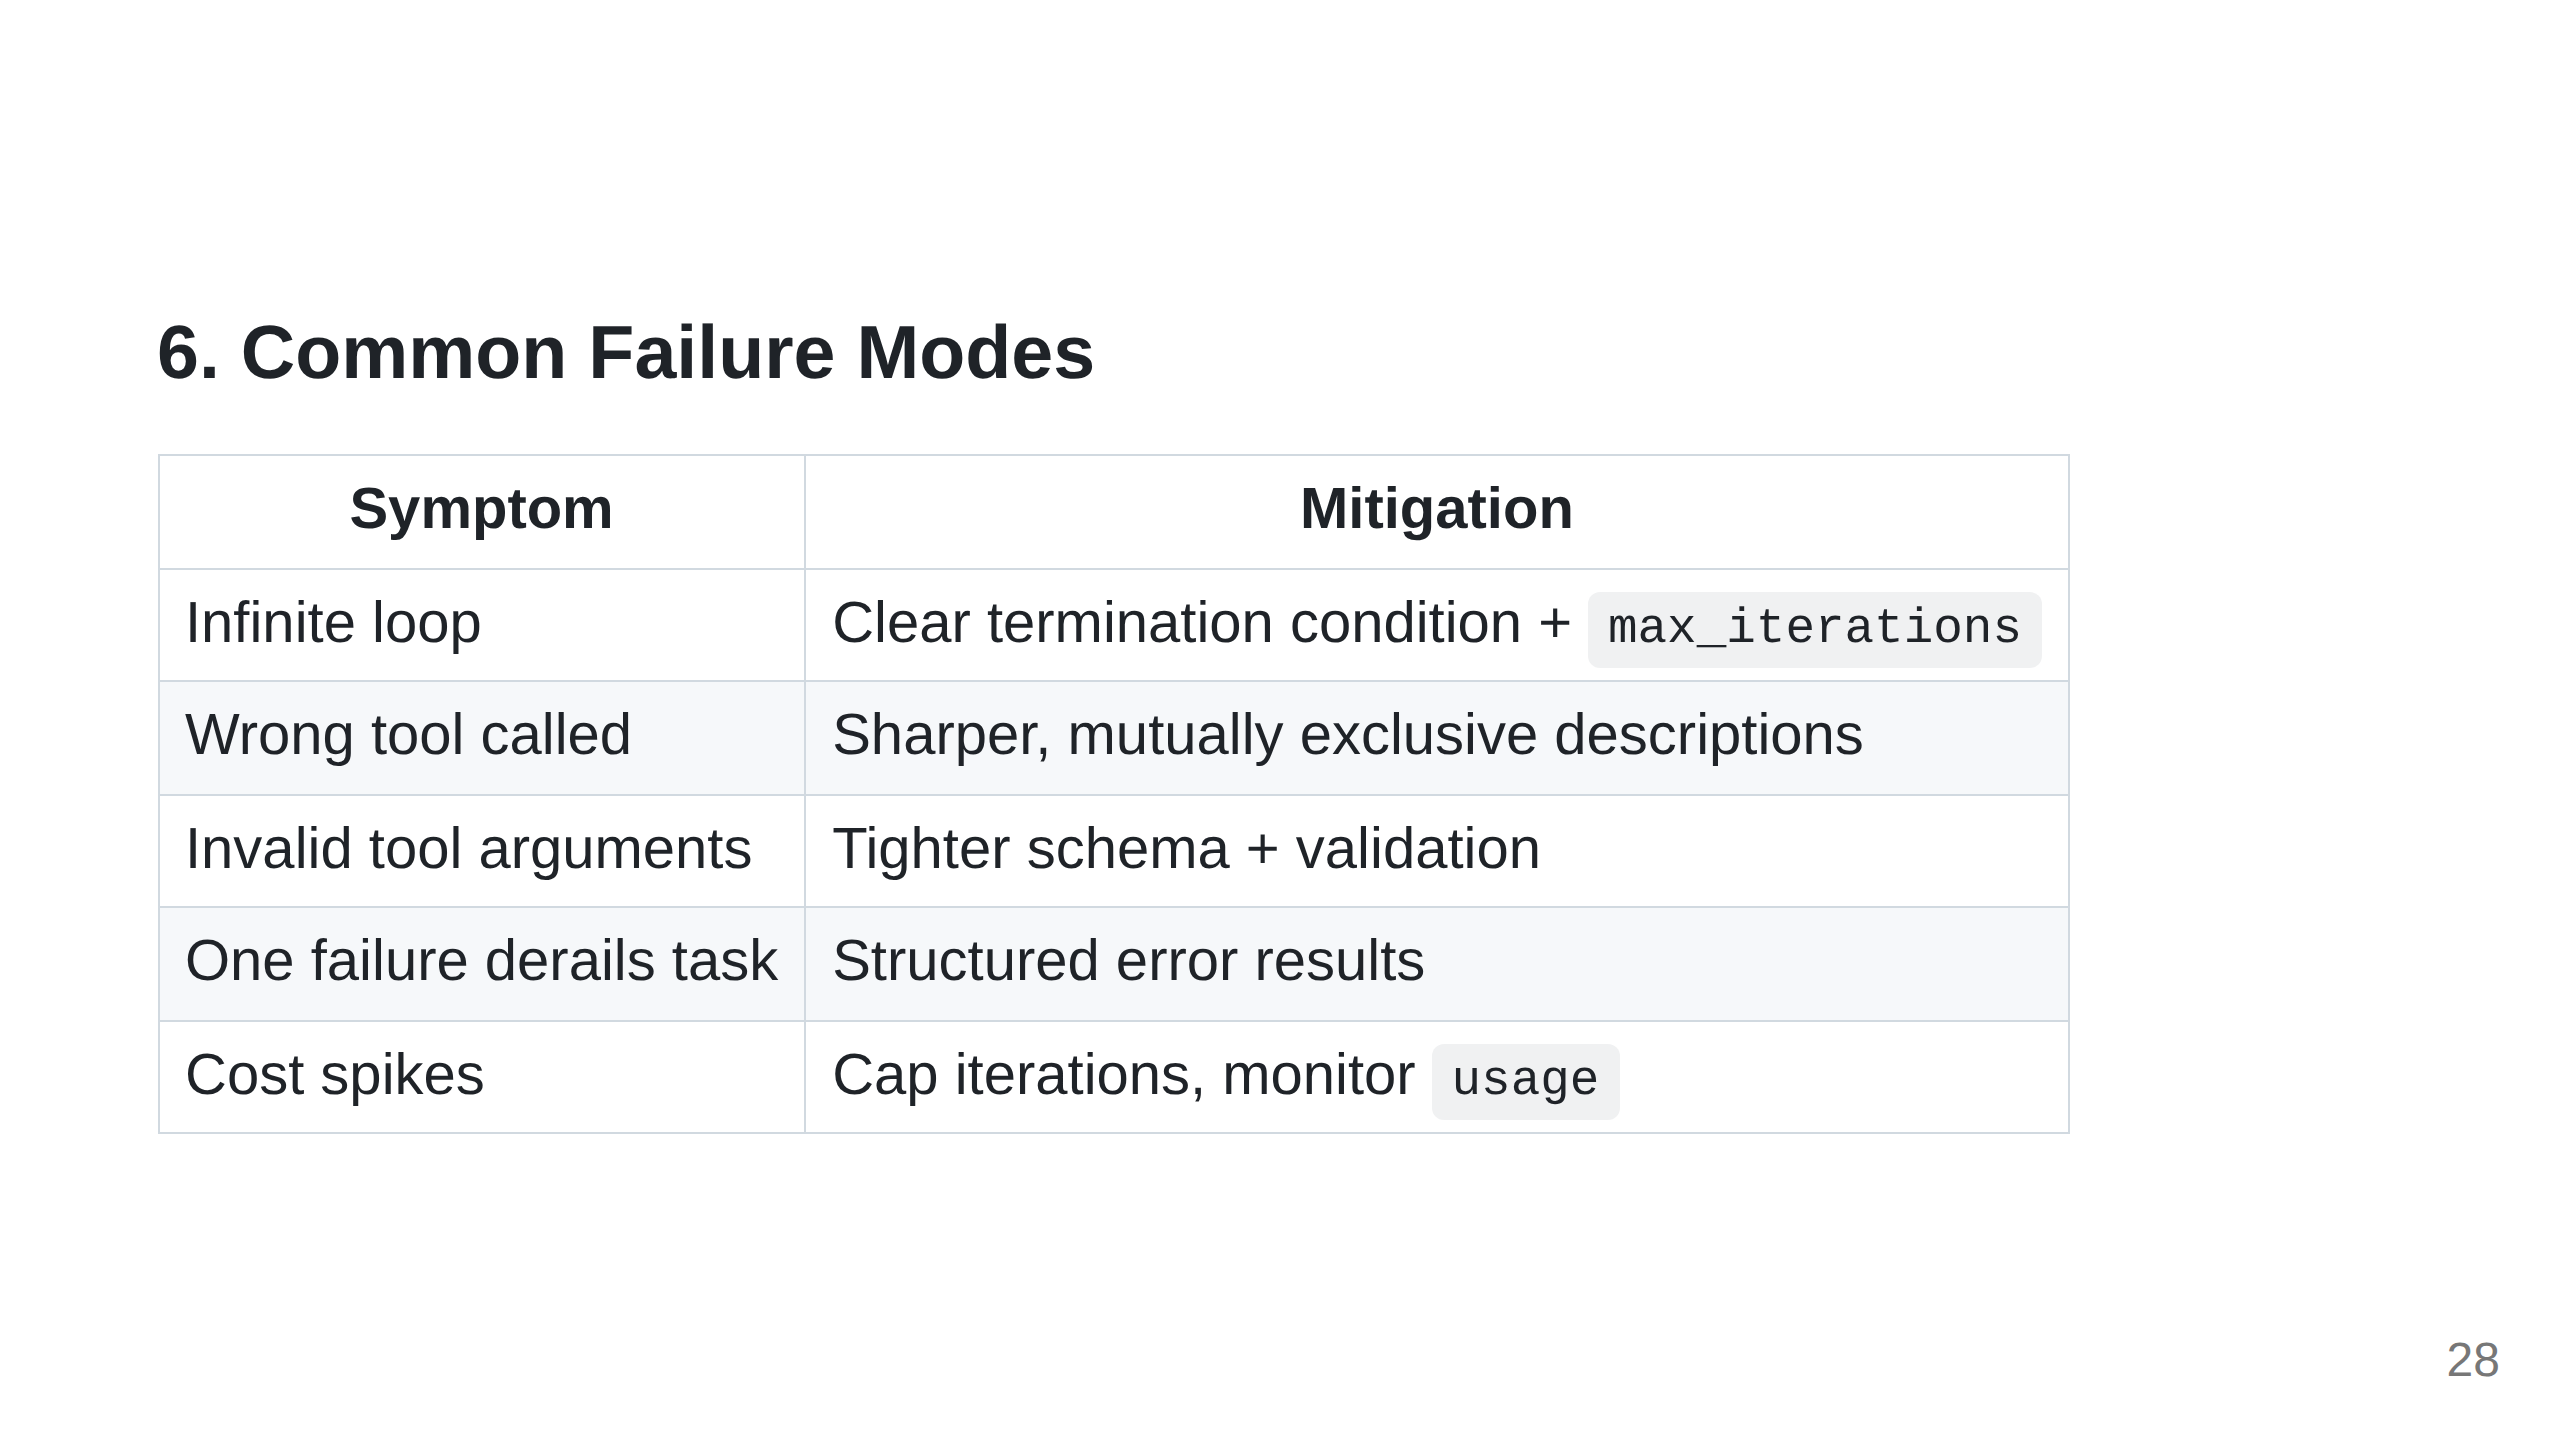 6. Common Failure Modes
Symptom Mitigation
Infinite loop Clear termination condition + max_iterations
Wrong tool called Sharper, mutually exclusive descriptions
Invalid tool arguments Tighter schema + validation
One failure derails task Structured error results
Cost spikes Cap iterations, monitor usage
28